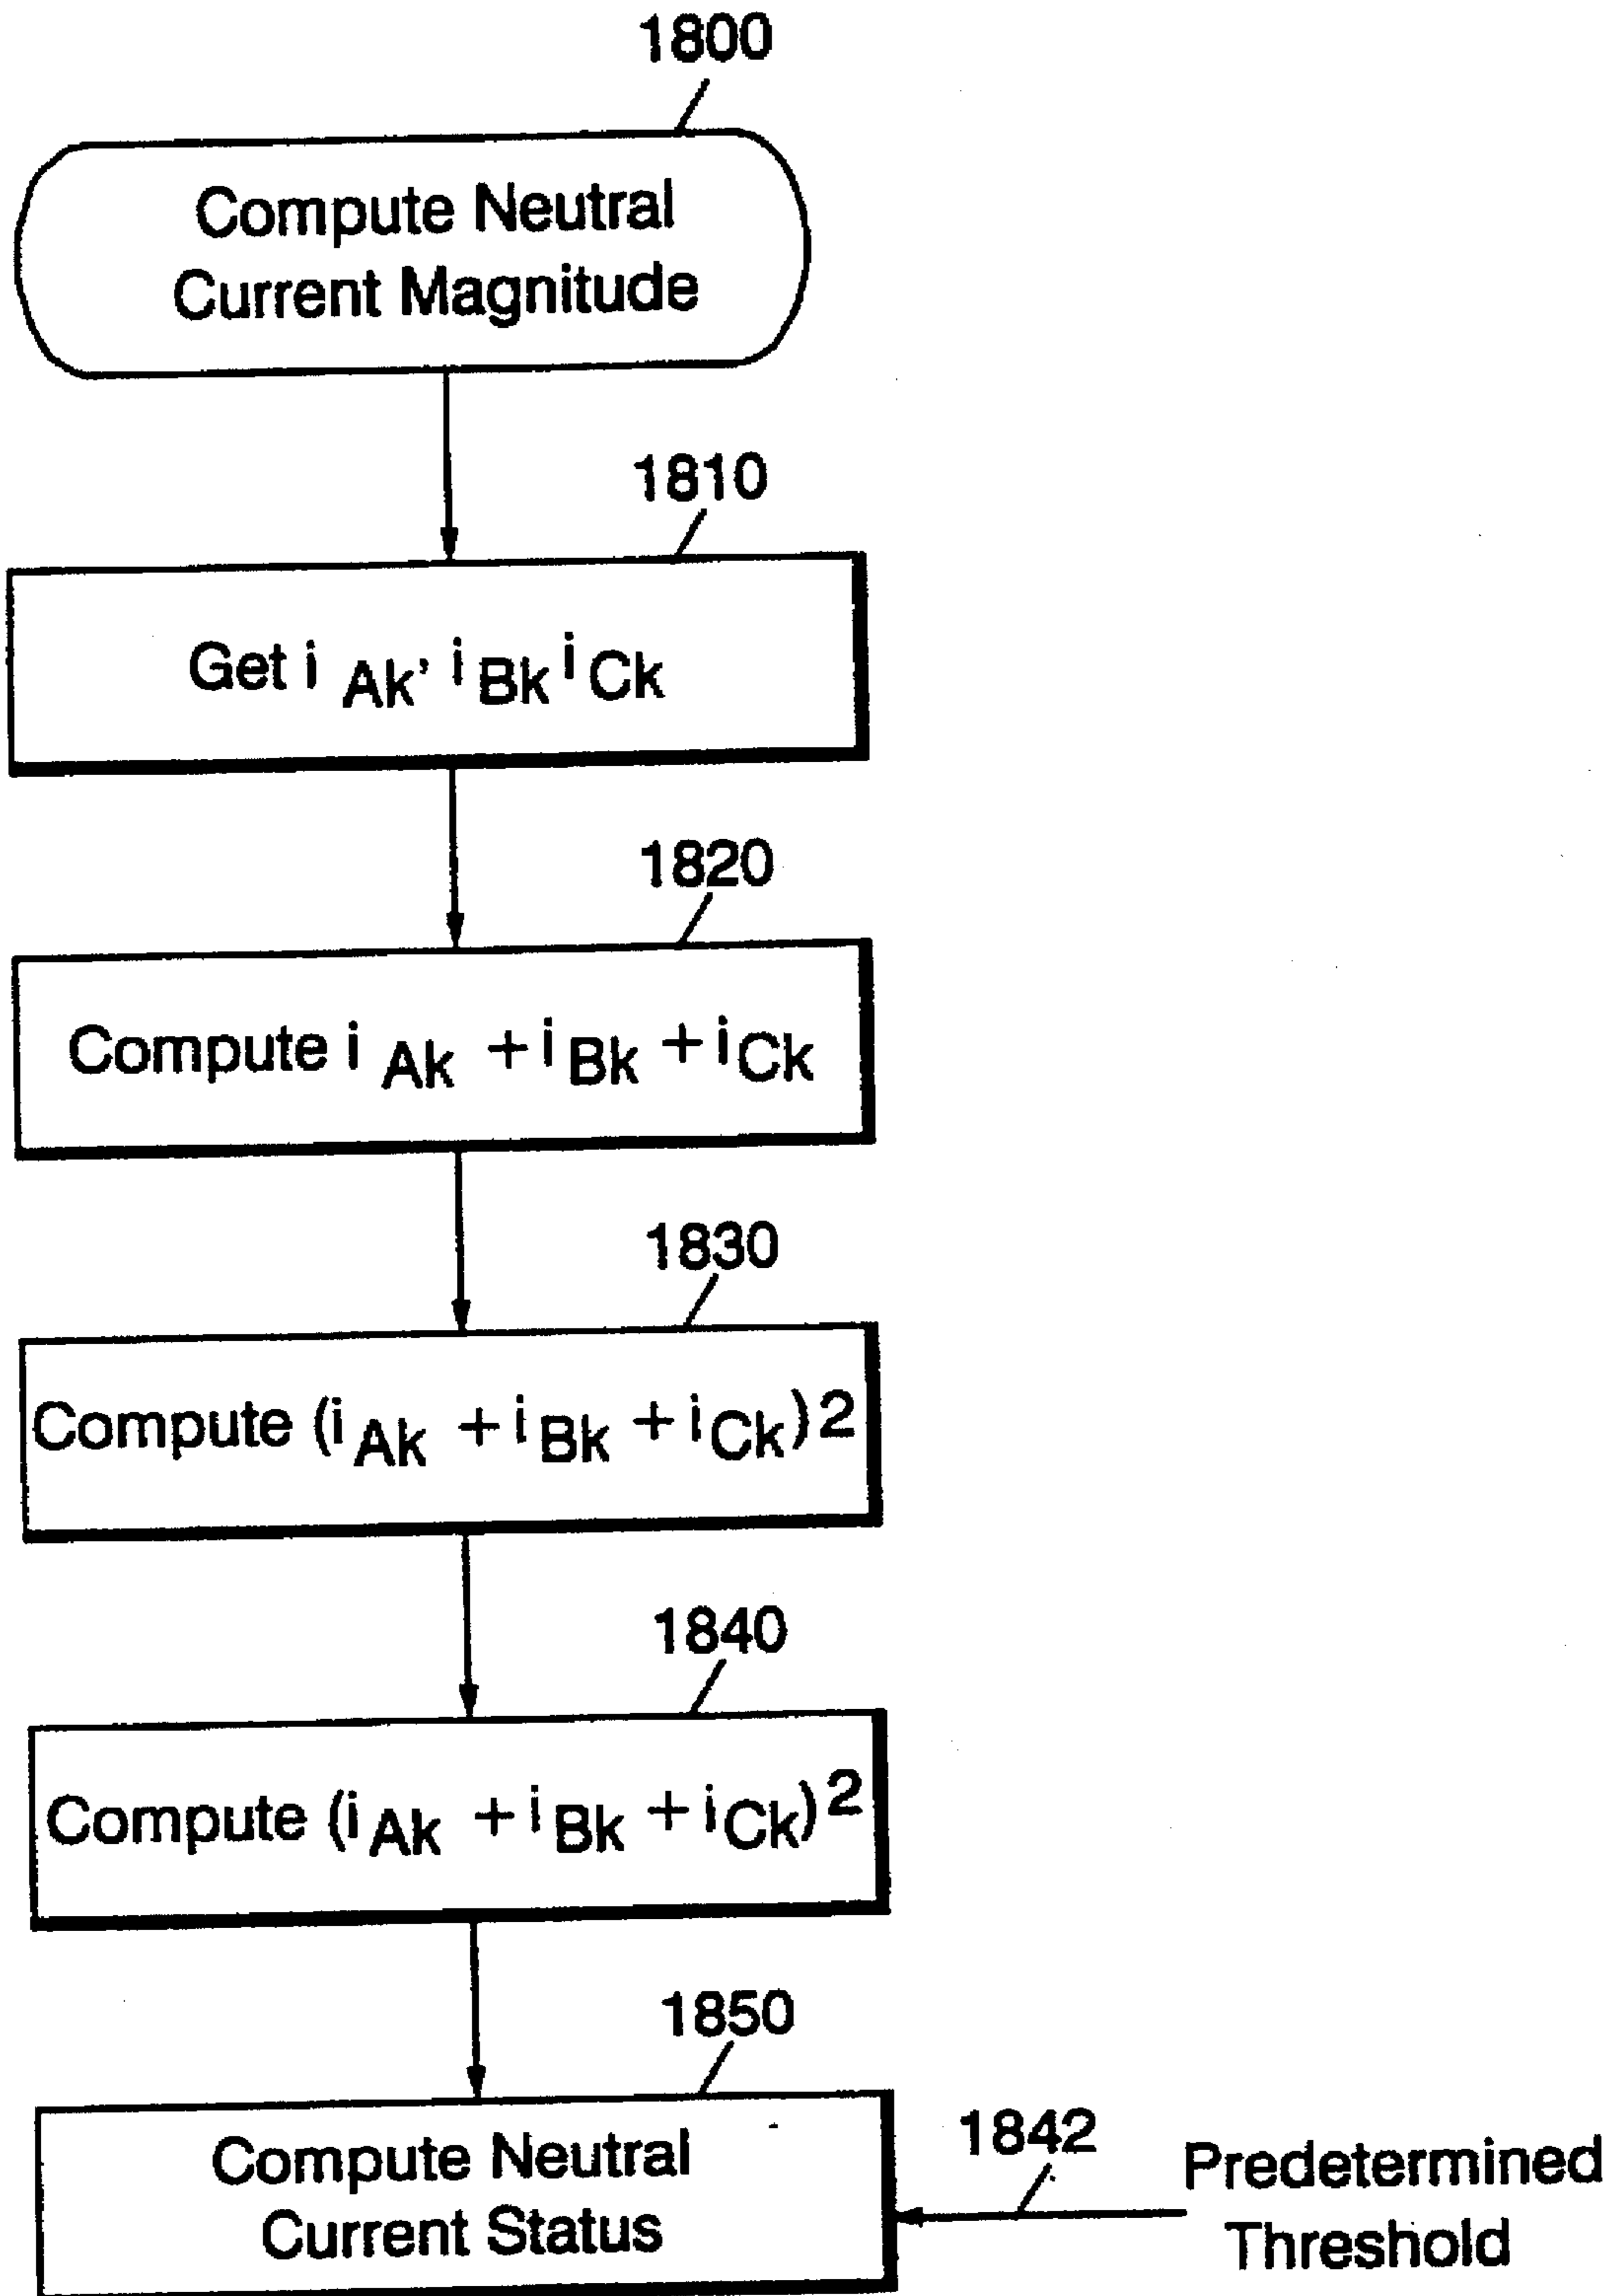 1800
Compute Neutral
Current Magnitude
1810
Get i Ak, i Bk i Ck
1820
Compute i Ak + i Bk + i Ck
1830
Compute (i Ak + i Bk + i Ck)2
1840
Compute (i Ak + i Bk + i Ck)2
1850
Compute Neutral
Current Status
1842
Predetermined
Threshold